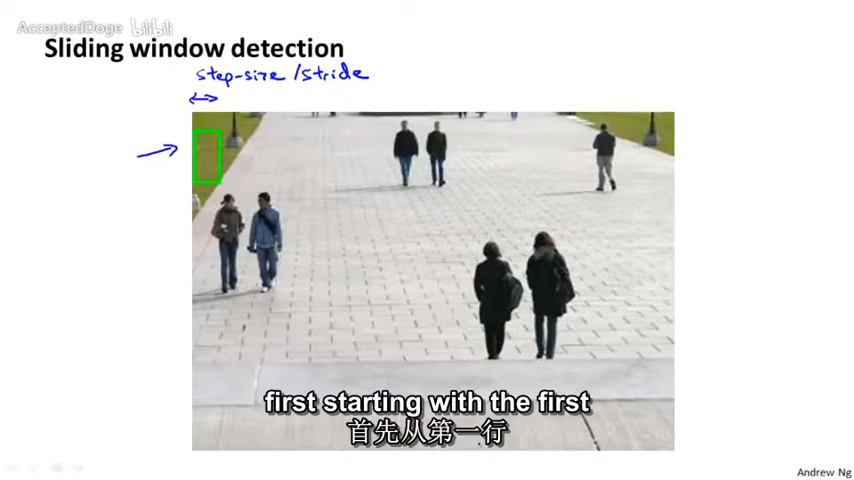 AcceptedDoge bilibili
Sliding window detection
step-size / stride
first starting with the first
首先从第一行
Andrew Ng